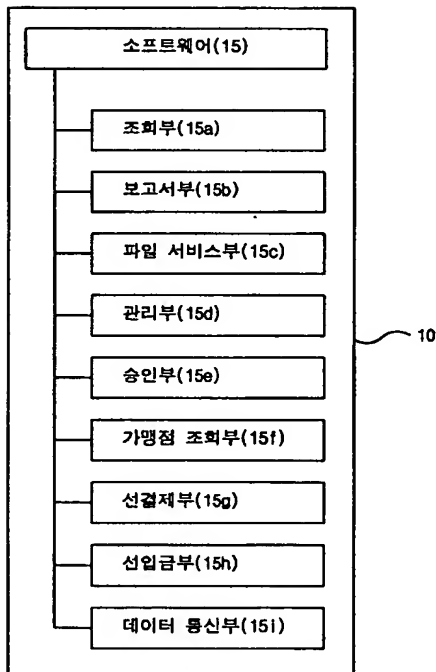 소프트웨어(15)
조회부(15a)
보고서부(15b)
파일 서비스부(15c)
관리부(15d)
10
승인부(15e)
가맹점 조회부(15f)
선결제부(15g)
선입금부(15h)
데이터 통신부(15i)